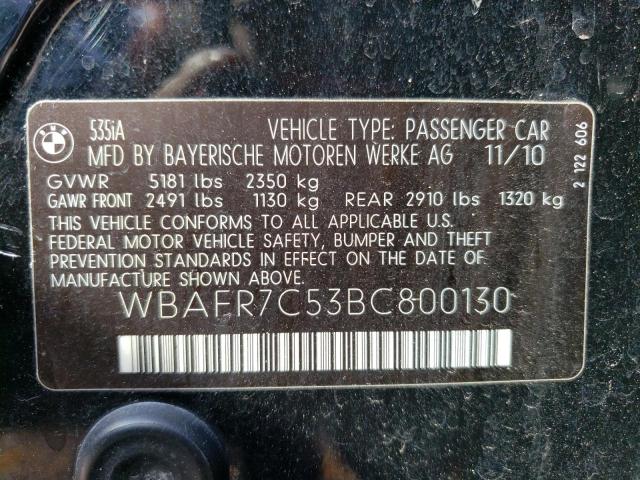 BMW
535iA VEHICLE TYPE: PASSENGER CAR
MFD BY BAYERISCHE MOTOREN WERKE AG 11/10
GVWR 5181 lbs 2350 kg
GAWR FRONT 2491 lbs 1130 kg REAR 2910 lbs 1320 kg
THIS VEHICLE CONFORMS TO ALL APPLICABLE U.S.
FEDERAL MOTOR VEHICLE SAFETY, BUMPER AND THEFT
PREVENTION STANDARDS IN EFFECT ON THE DATE OF
MANUFACTURE SHOWN ABOVE.
WBAFR7C53BC800130
2 122 606